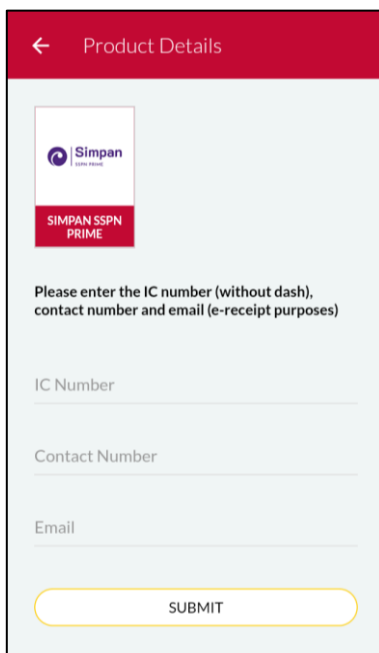 Product Details
Simpan
SSPN PRIME
SIMPAN SSPN
PRIME
Please enter the IC number (without dash),
contact number and email (e-receipt purposes)
IC Number
Contact Number
Email
SUBMIT